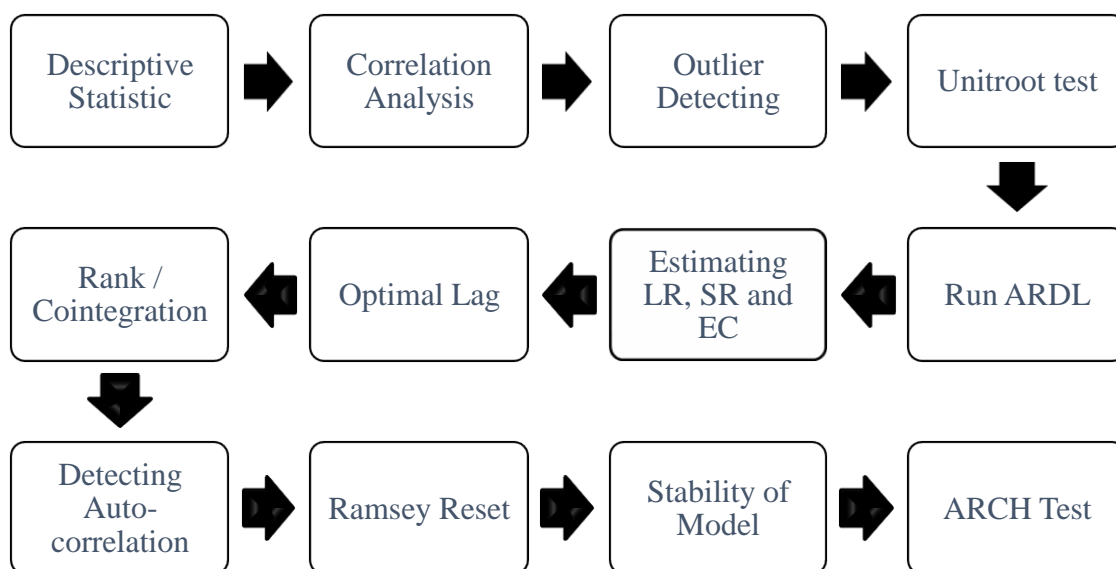 Descriptive
Statistic
Correlation
Analysis
Outlier
Detecting
Unitroot test
Run ARDL
Estimating
LR, SR and
EC
Optimal Lag
Rank /
Cointegration
Detecting
Auto-
correlation
Ramsey Reset
Stability of
Model
ARCH Test